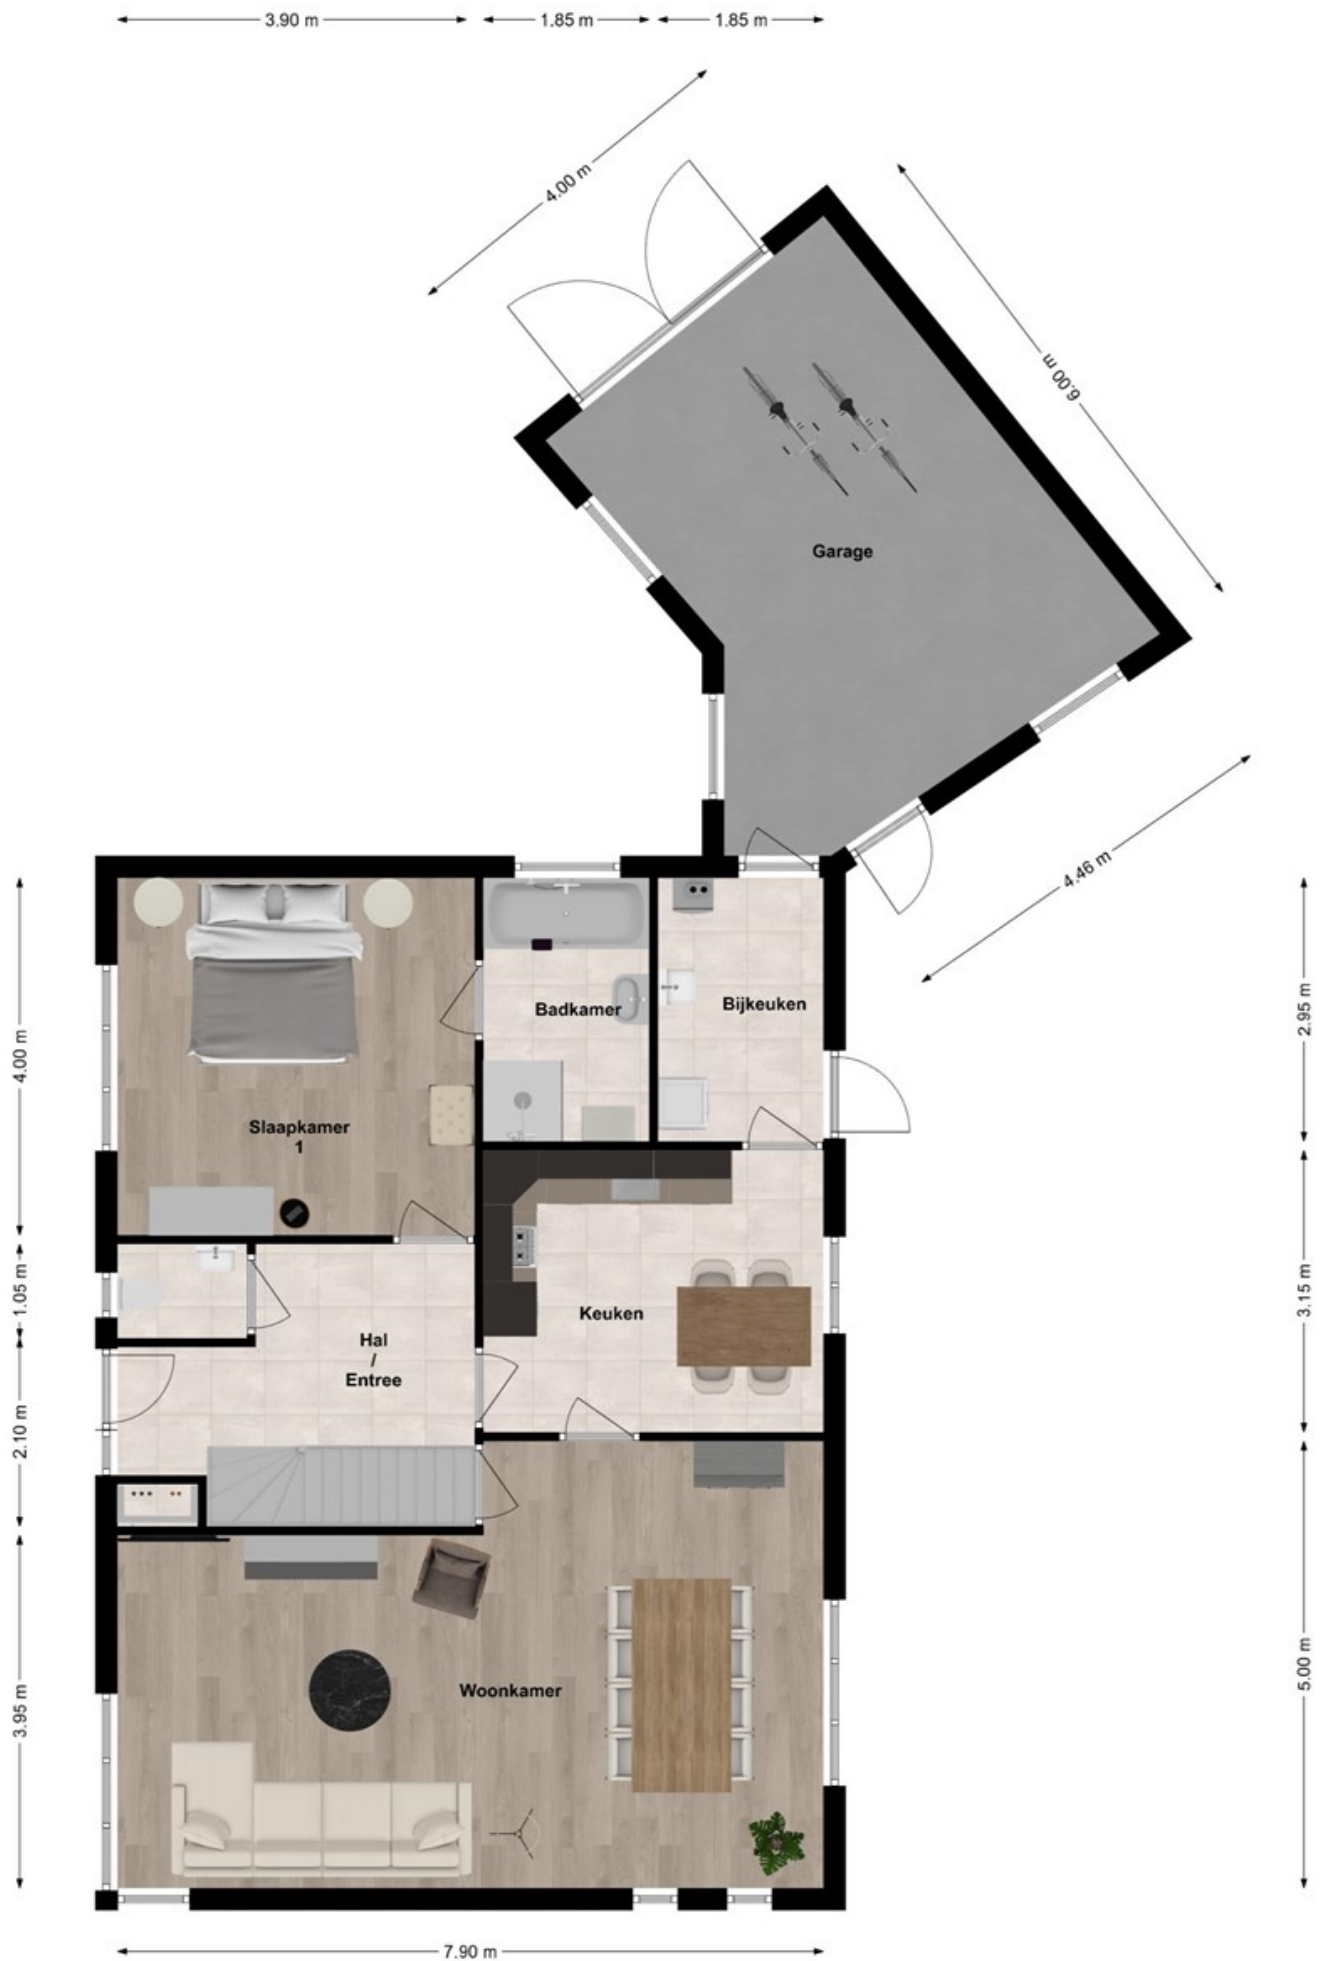 3.90 m
1.85 m
1.85 m
4.00 m
6.00 m
Garage
4.46 m
4.00 m
2.95 m
Badkamer
Bijkeuken
Slaapkamer
1
1.05 m
3.15 m
Keuken
Hal
/
Entree
2.10 m
5.00 m
3.95 m
Woonkamer
7.90 m